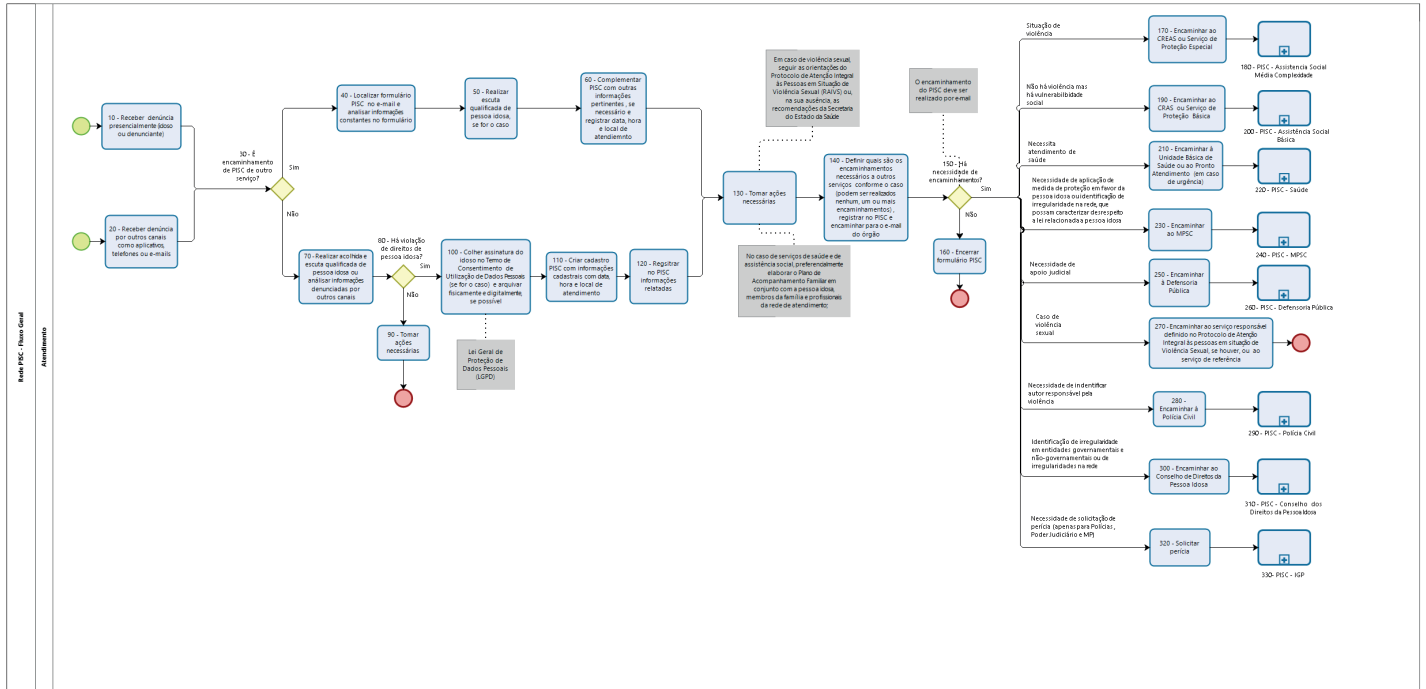 Rede PISC - Fluxo Geral
Atendimento
10 - Receber denúncia
presencialmente (idoso
ou denunciante)
20 - Receber denúncia
por outros canais
como aplicativos,
telefones ou e-mails
30 - É
encaminhamento
de PISC de outro
serviço?
Sim
Não
40 - Localizar formulário
PISC no e-mail e
analisar informações
constantes no formulário
50 - Realizar
escuta
qualificada de
pessoa idosa,
se for o caso
60 - Complementar
PISC com outras
informações
pertinentes , se
necessário e
registrar data, hora
e local de
atendiemnto
70 - Realizar acolhida e
escuta qualificada de
pessoa idosa ou
analisar informações
denunciadas por
outros canais
80 - Há violação
de direitos de
pessoa idosa?
Sim
Não
90 - Tomar
ações
necessárias
100 - Colher assinatura do
idoso no Temo de
Consentimento de
Utilização de Dados Pessoais
(se for o caso) e arquivar
fisicamente e digitalmente,
se possível
Lei Geral de
Proteção de
Dados Pessoais
(LGPD)
110 - Criar cadastro
PISC com informações
cadastrais com data,
hora e local de
atendimento
120 - Regsitrar
no PISC
informações
relatadas
Em caso de violência sexual,
seguir as orientações do
Protocolo de Atenção Integral
às Pessoas em Situação de
Violência Sexual (RAIVS) ou,
na sua ausência, as
recomendações da Secretaria
do Estado da Saúde
130 - Tomar ações
necessárias
No caso de serviços de saúde e de
assistência social, preferencialmente
elaborar o Plano de
Acompanhamento Familiar em
conjunto com a pessoa idosa,
membros da família e profissionais
da rede de atendimento;
140 - Definir quais são os
encaminhamentos
necessários a outros
serviços conforme o caso
(podem ser realizados
nenhum, um ou mais
encaminhamentos) ,
registrar no PISC e
encaminhar para o e-mail
do órgão
O encaminhamento
do PISC deve ser
realizado por e-mail
150 - Há
necessidade de
encaminhamentos?
Sim
Não
160 - Encerrar
formulário PISC
Situação de
violência
170 - Encaminhar ao
CREAS ou Serviço de
Proteção Especial
180 - PISC - Assistencia Social
Média Complexidade
Não há violência mas
há vulnerabilbidade
social
190 - Encaminhar ao
CRAS ou Serviço de
Proteção Básica
200 - PISC - Assistência Social
Básica
Necessita
atendimento de
saúde
210 - Encaminhar à
Unidade Básica de
Saúde ou ao Pronto
Atendimento (em caso
de urgência)
220 - PISC - Saúde
Necessidade de aplicação de
medida de proteção em favor da
pessoa idosa ou identificação de
irregularidade na rede, que
possam caracterizar desrespeito
a lei relacionada a pessoa idosa
230 - Encaminhar
ao MPSC
240 - PISC - MPSC
Necessidade de
apoio judicial
250 - Encaminhar
à Defensoria
Pública
260 - PISC - Defensoria Pública
Caso de
violência
sexual
270 - Encaminhar ao serviço responsável
definido no Protocolo de Atenção
Integral às pessoas em situação de
Violência Sexual, se houver, ou ao
serviço de referência
Necessidade de indentificar
autor responsável pela
violência
280 -
Encaminhar à
Polícia Civil
290 - PISC - Polícia Civil
Identificação de irregularidade
em entidades governamentais e
não-governamentais ou de
irregularidades na rede
300 - Encaminhar ao
Conselho de Diretos da
Pessoa Idosa
310 - PISC - Conselho dos
Direitos da Pessoa Idosa
Necessidade de solicitação de
perícia (apenas para Polícias ,
Poder Judiciário e MP)
320 - Solicitar
perícia
330 - PISC - IGP